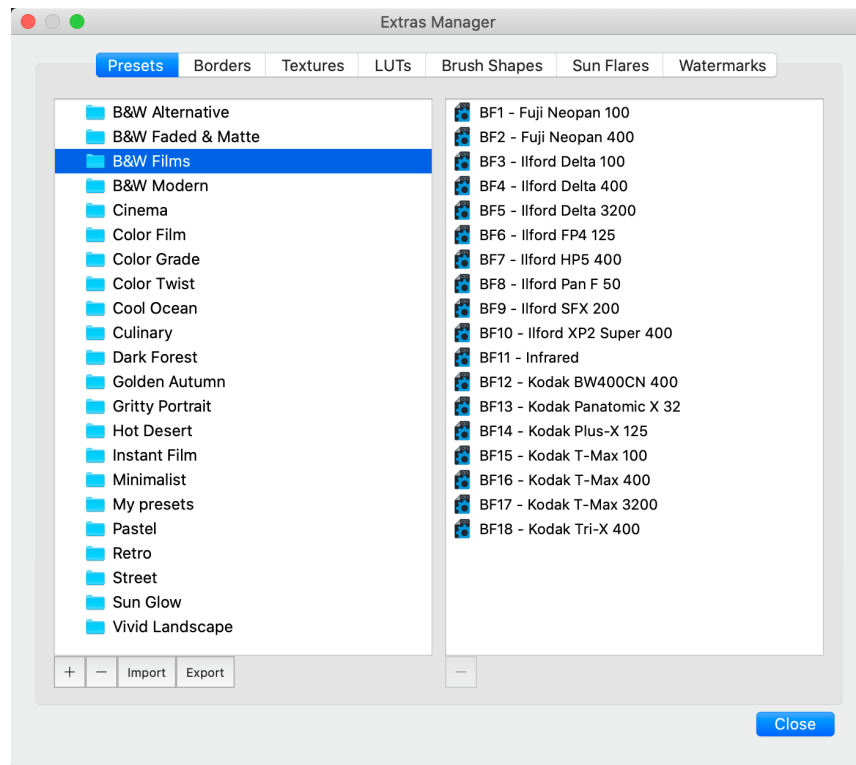 Extras Manager
Presets Borders Textures LUTs Brush Shapes Sun Flares Watermarks
B&W Alternative
B&W Faded & Matte
B&W Films
B&W Modern
Cinema
Color Film
Color Grade
Color Twist
Cool Ocean
Culinary
Dark Forest
Golden Autumn
Gritty Portrait
Hot Desert
Instant Film
Minimalist
My presets
Pastel
Retro
Street
Sun Glow
Vivid Landscape
BF1 - Fuji Neopan 100
BF2 - Fuji Neopan 400
BF3 - Ilford Delta 100
BF4 - Ilford Delta 400
BF5 - Ilford Delta 3200
BF6 - Ilford FP4 125
BF7 - Ilford HP5 400
BF8 - Ilford Pan F 50
BF9 - Ilford SFX 200
BF10 - Ilford XP2 Super 400
BF11 - Infrared
BF12 - Kodak BW400CN 400
BF13 - Kodak Panatomic X 32
BF14 - Kodak Plus-X 125
BF15 - Kodak T-Max 100
BF16 - Kodak T-Max 400
BF17 - Kodak T-Max 3200
BF18 - Kodak Tri-X 400
+ − Import Export −
Close